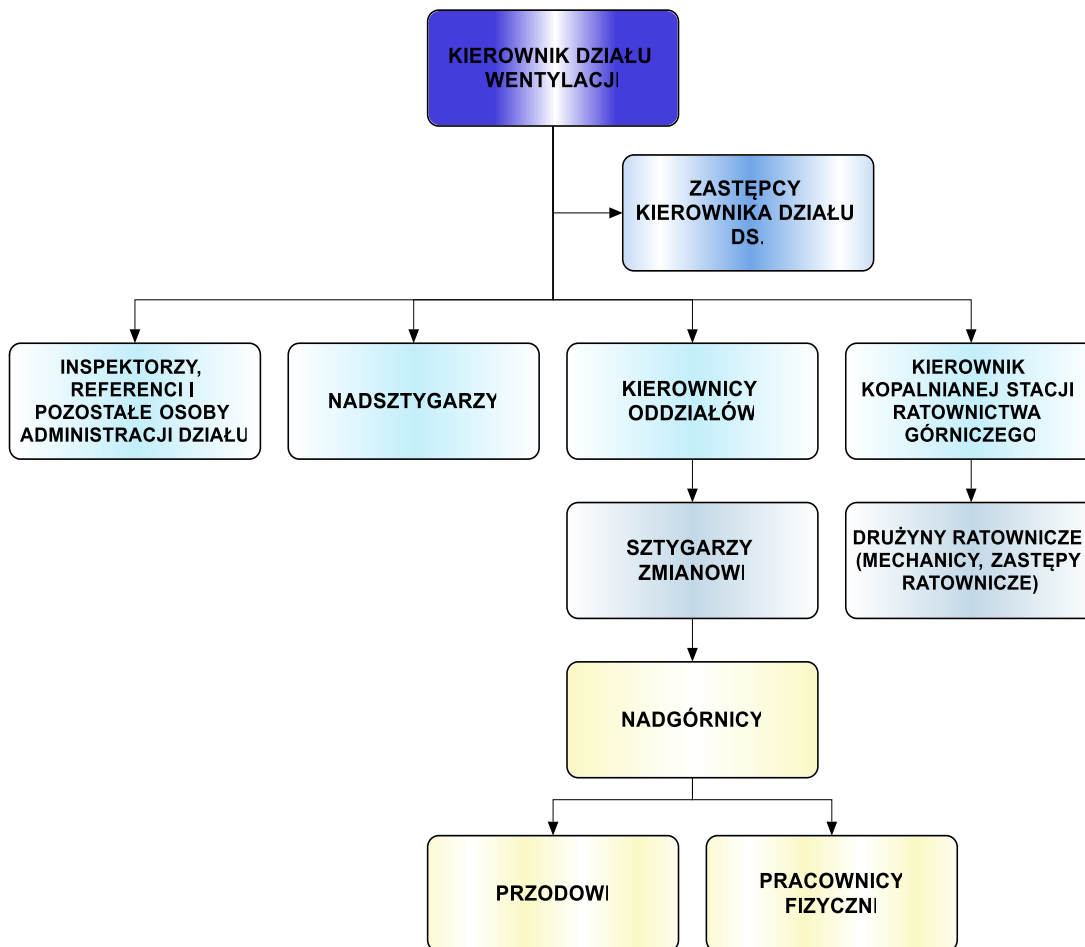 KIEROWNIK DZIAŁU
WENTYLACJI
ZASTĘPCY
KIEROWNIKA DZIAŁU
DS.
INSPEKTORZY,
REFERENCI I
POZOSTAŁE OSOBY
ADMINISTRACJI DZIAŁU
NADSZTYGARZY
KIEROWNICY
ODDZIAŁÓW
KIEROWNIK
KOPALNIANEJ STACJI
RATOWNICTWA
GÓRNICZEGO
SZTYGARZY
ZMIANOWI
DRUŻYNY RATOWNICZE
(MECHANICY, ZASTĘPY
RATOWNICZE)
NADGÓRNICY
PRZODOWI
PRACOWNICY
FIZYCZNI